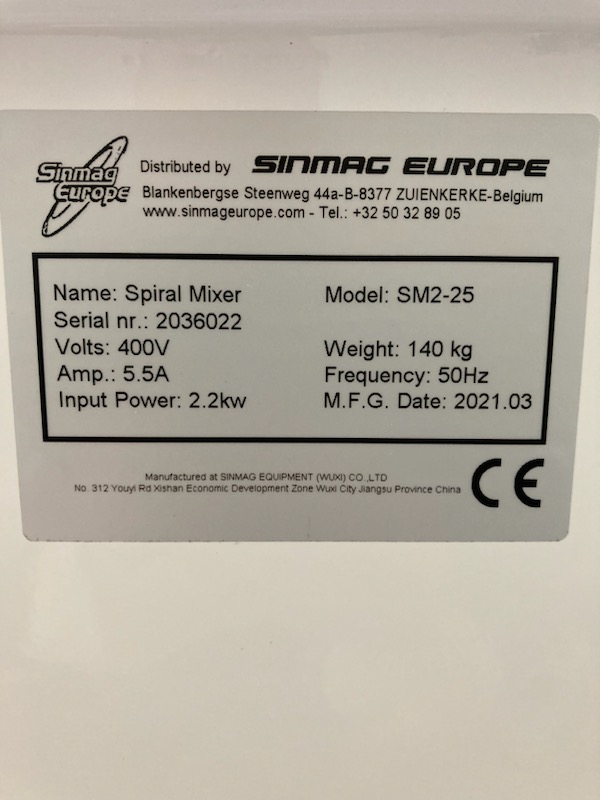 Sinmag
Europe
Distributed by SINMAG EUROPE
Blankenbergse Steenweg 44a-B-8377 ZUIENKERKE-Belgium
www.sinmageurope.com - Tel.: +32 50 32 89 05
Name: Spiral Mixer Model: SM2-25
Serial nr.: 2036022
Volts: 400V Weight: 140 kg
Amp.: 5.5A Frequency: 50Hz
Input Power: 2.2kw M.F.G. Date: 2021.03
Manufactured at SINMAG EQUIPMENT (WUXI) CO.,LTD
No. 312 Youyi Rd Xishan Economic Development Zone Wuxi City Jiangsu Province China
CE